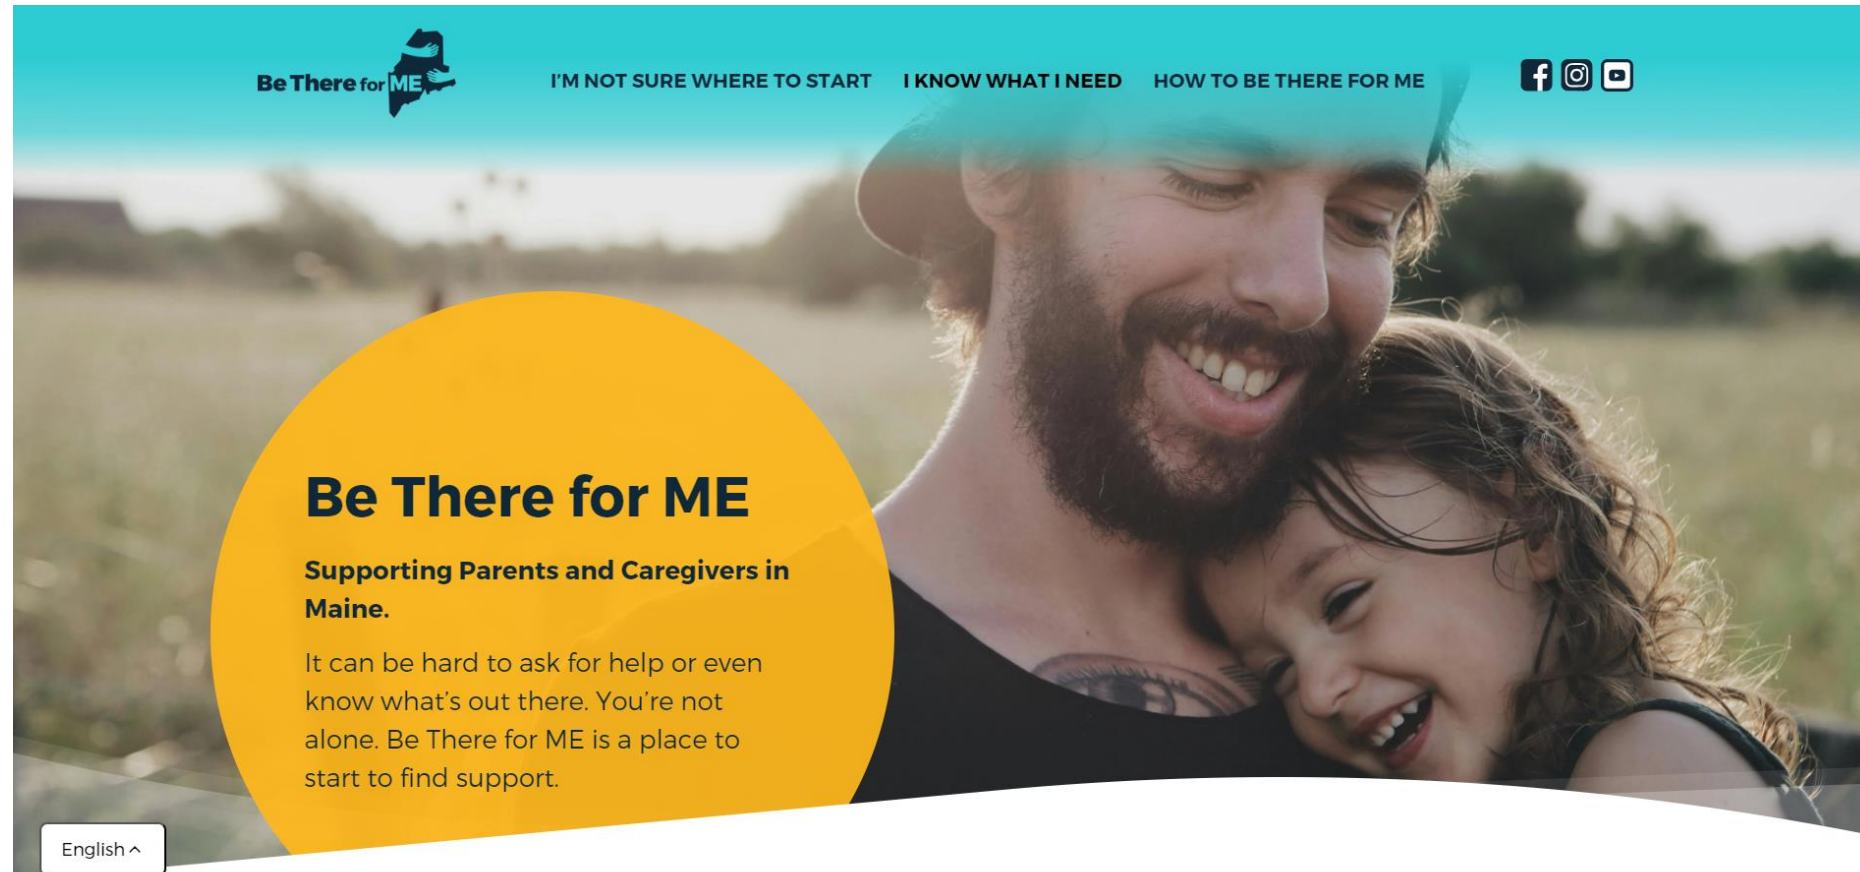 Be There for ME
I'M NOT SURE WHERE TO START
I KNOW WHAT I NEED
HOW TO BE THERE FOR ME
Be There for ME
Supporting Parents and Caregivers in
Maine.
It can be hard to ask for help or even
know what's out there. You're not
alone. Be There for ME is a place to
start to find support.
English